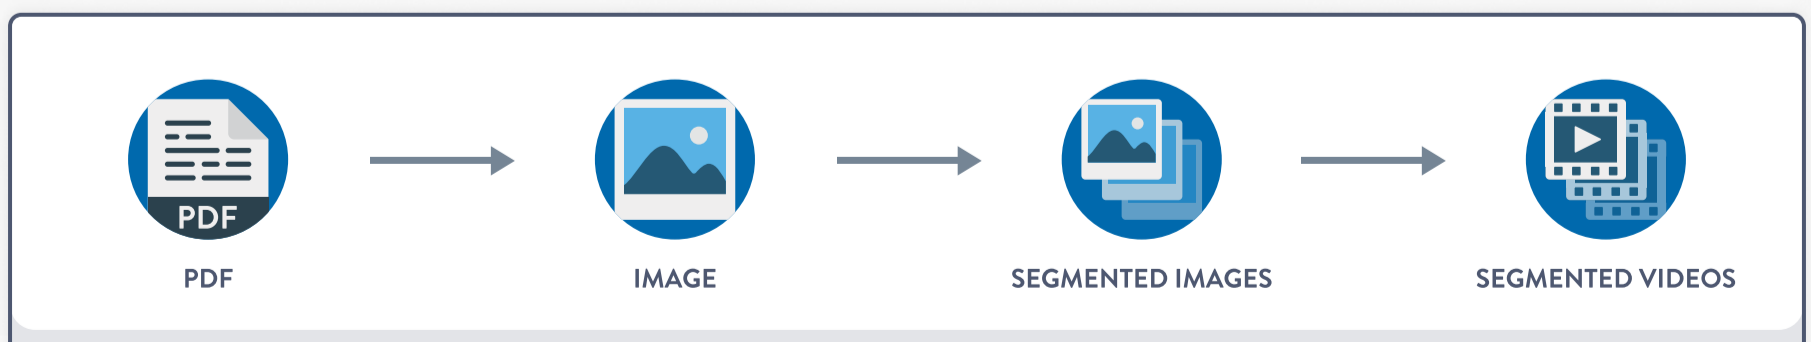 PDF
PDF
IMAGE
SEGMENTED IMAGES
SEGMENTED VIDEOS